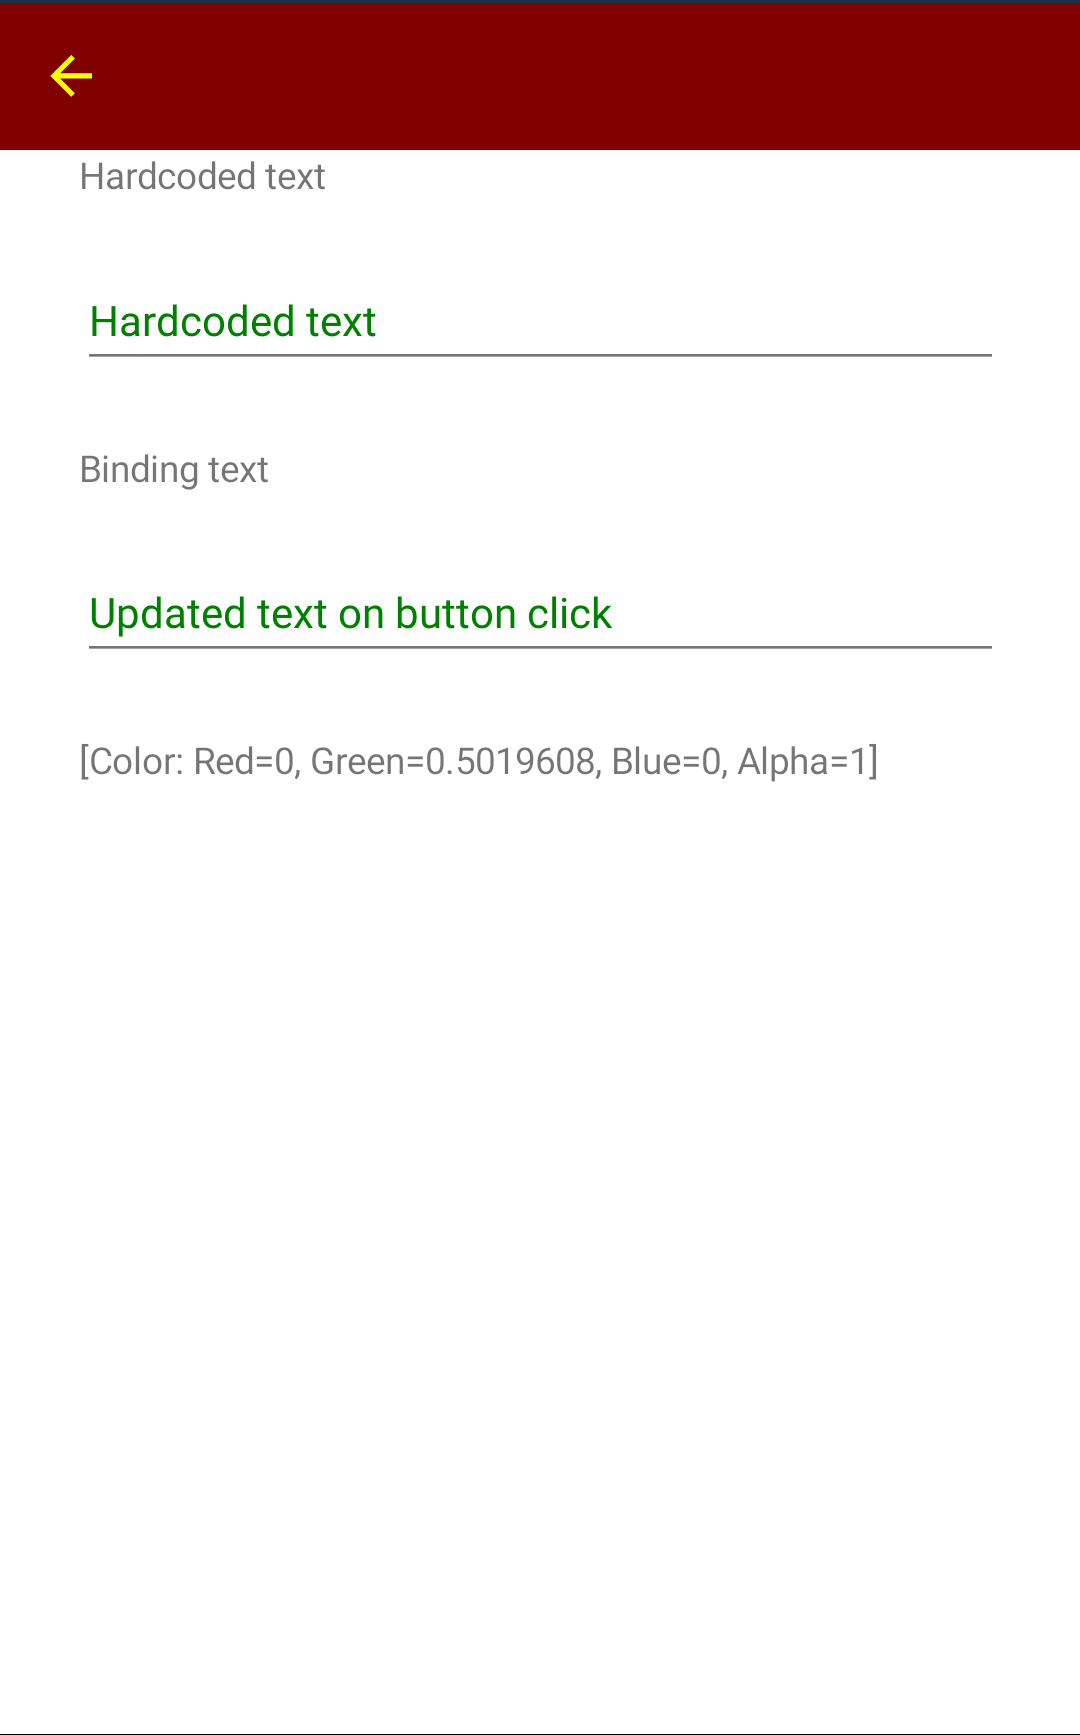 Hardcoded text
Hardcoded text
Binding text
Updated text on button click
[Color: Red=0, Green=0.5019608, Blue=0, Alpha=1]